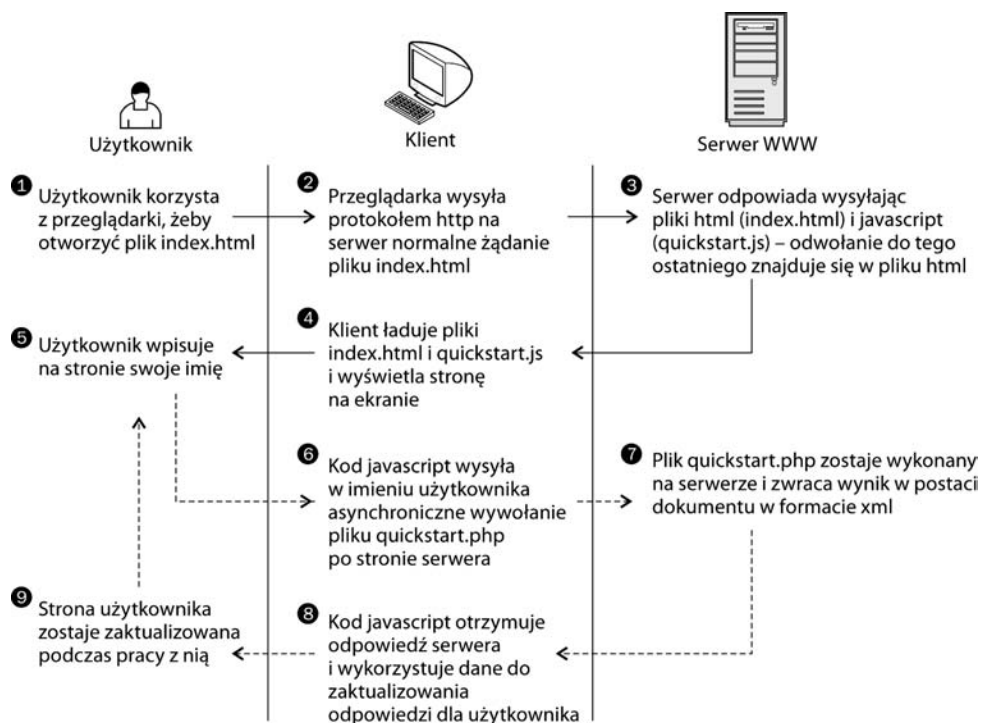 Użytkownik
Klient
Serwer WWW
1 Użytkownik korzysta
z przeglądarki, żeby
otworzyć plik index.html
2 Przeglądarka wysyła
protokołem http na
serwer normalne żądanie
pliku index.html
3 Serwer odpowiada wysyłając
pliki html (index.html) i javascript
(quickstart.js) – odwołanie do tego
ostatniego znajduje się w pliku html
4 Klient ładuje pliki
index.html i quickstart.js
i wyświetla stronę
na ekranie
5 Użytkownik wpisuje
na stronie swoje imię
6 Kod javascript wysyła
w imieniu użytkownika
asynchroniczne wywołanie
pliku quickstart.php
po stronie serwera
7 Plik quickstart.php zostaje wykonany
na serwerze i zwraca wynik w postaci
dokumentu w formacie xml
8 Kod javascript otrzymuje
odpowiedź serwera
i wykorzystuje dane do
zaktualizowania
odpowiedzi dla użytkownika
9 Strona użytkownika
zostaje zaktualizowana
podczas pracy z nią